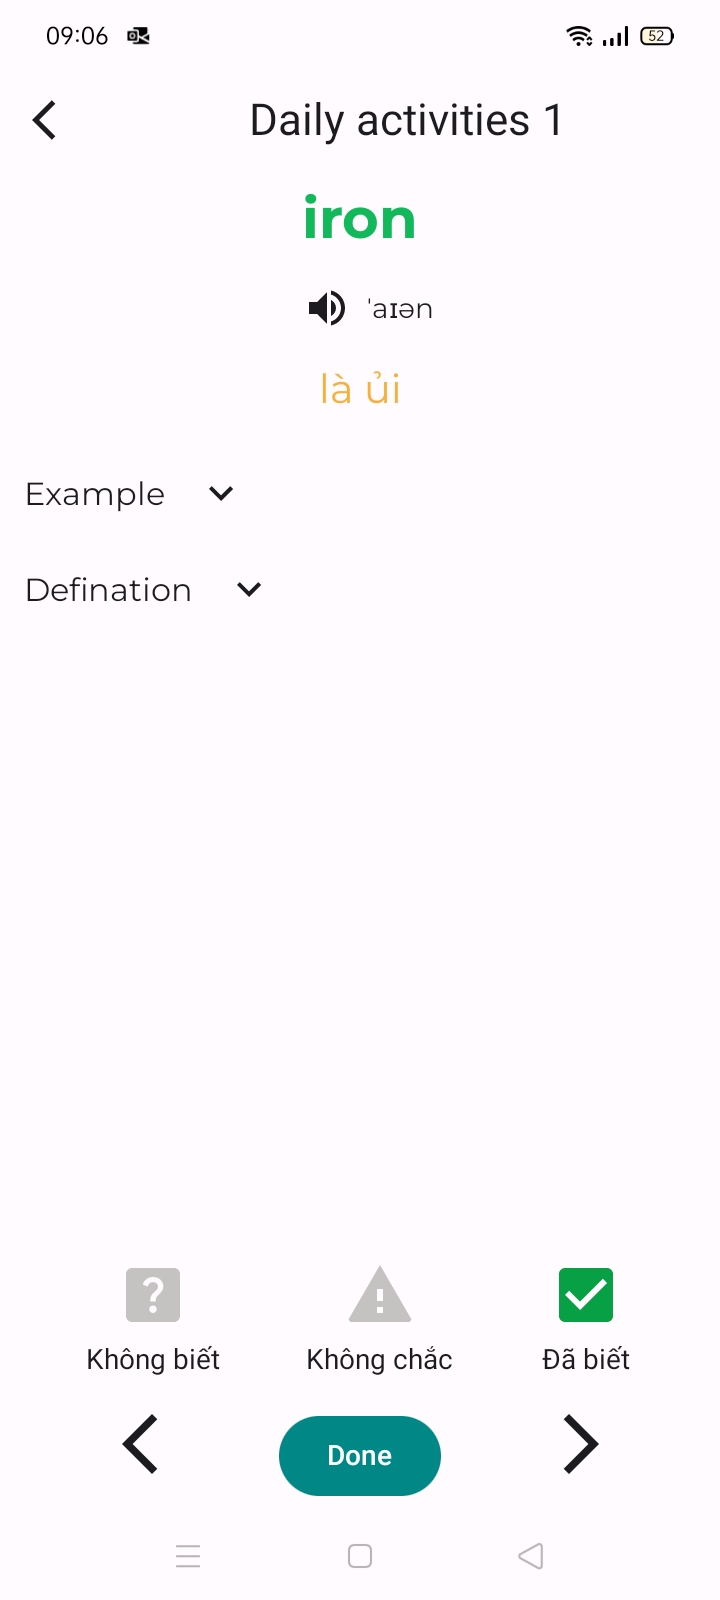 09:06
52
Daily activities 1
iron
ˈaɪən
là ủi
Example
Defination
Không biết
Không chắc
Đã biết
Done